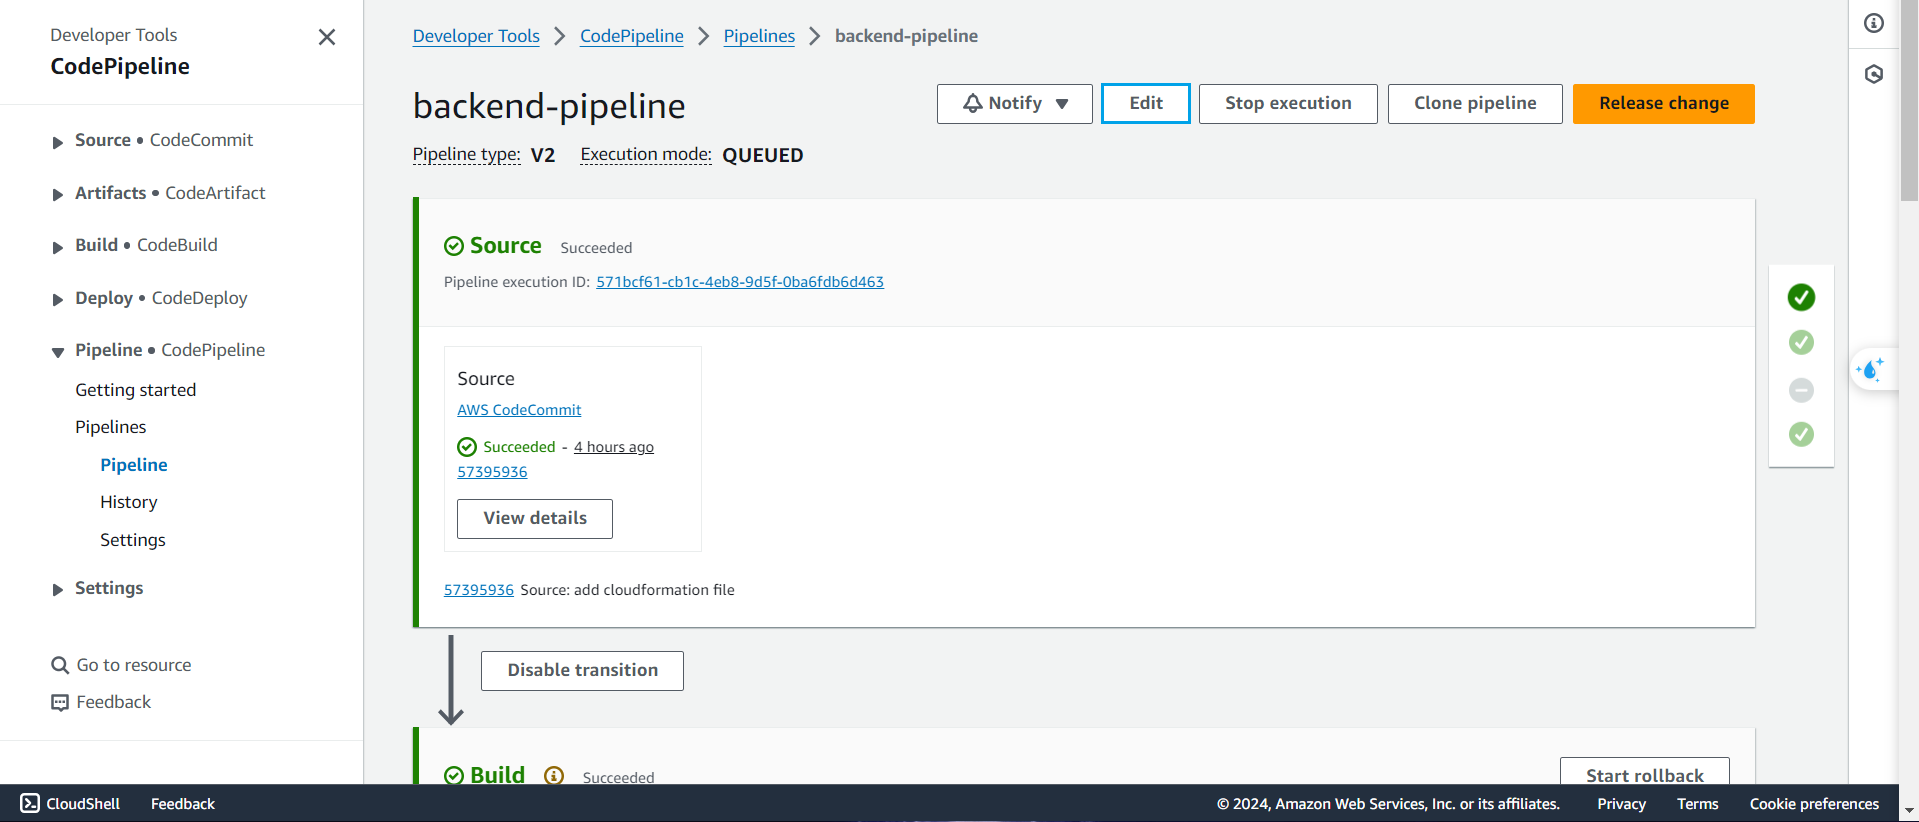 Developer Tools
CodePipeline
Source • CodeCommit
Artifacts • CodeArtifact
Build • CodeBuild
Deploy • CodeDeploy
Pipeline • CodePipeline
Getting started
Pipelines
Pipeline
History
Settings
Settings
Go to resource
Feedback
Developer Tools > CodePipeline > Pipelines > backend-pipeline
backend-pipeline
Notify Edit Stop execution Clone pipeline Release change
Pipeline type: V2 Execution mode: QUEUED
Source Succeeded
Pipeline execution ID: 571bcf61-cb1c-4eb8-9d5f-0ba6fdb6d463
Source
AWS CodeCommit
Succeeded - 4 hours ago
57395936
View details
57395936 Source: add cloudformation file
Disable transition
Build Succeeded
Start rollback
CloudShell Feedback © 2024, Amazon Web Services, Inc. or its affiliates. Privacy Terms Cookie preferences